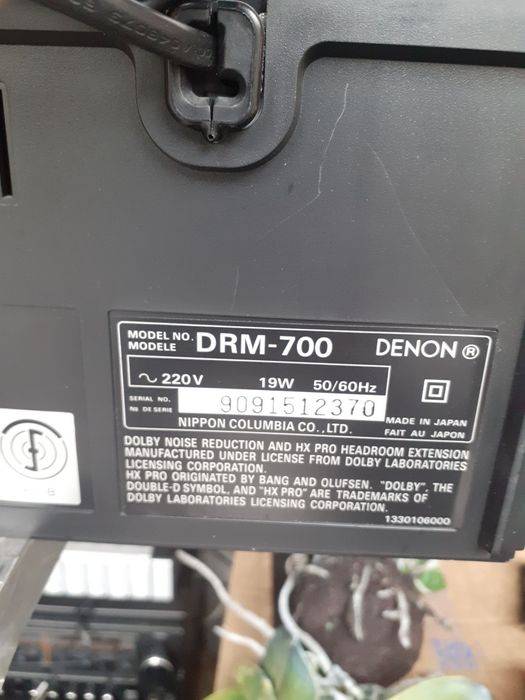 MODEL NO. DRM-700 DENON ®
MODELE
~ 220V 19W 50/60Hz
SERIAL NO. 9091512370
No DE SERIE
MADE IN JAPAN
NIPPON COLUMBIA CO., LTD. FAIT AU JAPON
DOLBY NOISE REDUCTION AND HX PRO HEADROOM EXTENSION
MANUFACTURED UNDER LICENSE FROM DOLBY LABORATORIES
LICENSING CORPORATION.
HX PRO ORIGINATED BY BANG AND OLUFSEN. "DOLBY", THE
DOUBLE-D SYMBOL, AND "HX PRO" ARE TRADEMARKS OF
DOLBY LABORATORIES LICENSING CORPORATION.
1330106000